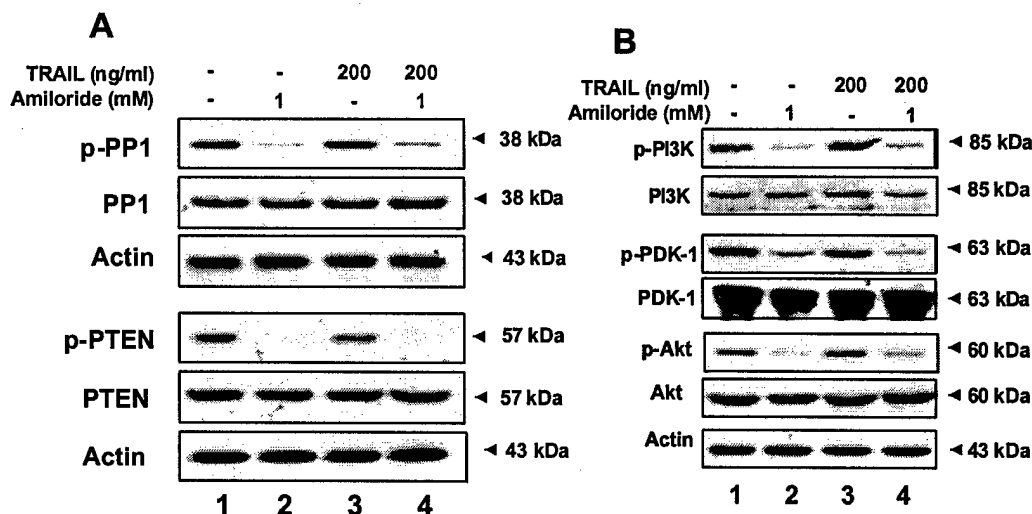 A
TRAIL (ng/ml) - - 200 200
Amiloride (mM) - 1 - 1
p-PP1 ◄ 38 kDa
PP1 ◄ 38 kDa
Actin ◄ 43 kDa
p-PTEN ◄ 57 kDa
PTEN ◄ 57 kDa
Actin ◄ 43 kDa
1 2 3 4
B
TRAIL (ng/ml) - - 200 200
Amiloride (mM) - 1 - 1
p-PI3K ◄ 85 kDa
PI3K ◄ 85 kDa
p-PDK-1 ◄ 63 kDa
PDK-1 ◄ 63 kDa
p-Akt ◄ 60 kDa
Akt ◄ 60 kDa
Actin ◄ 43 kDa
1 2 3 4